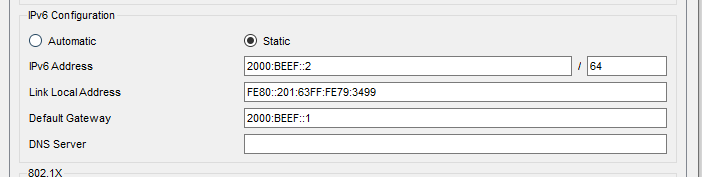 IPv6 Configuration
Automatic Static
IPv6 Address 2000:BEEF::2 / 64
Link Local Address FE80::201:63FF:FE79:3499
Default Gateway 2000:BEEF::1
DNS Server
802.1X